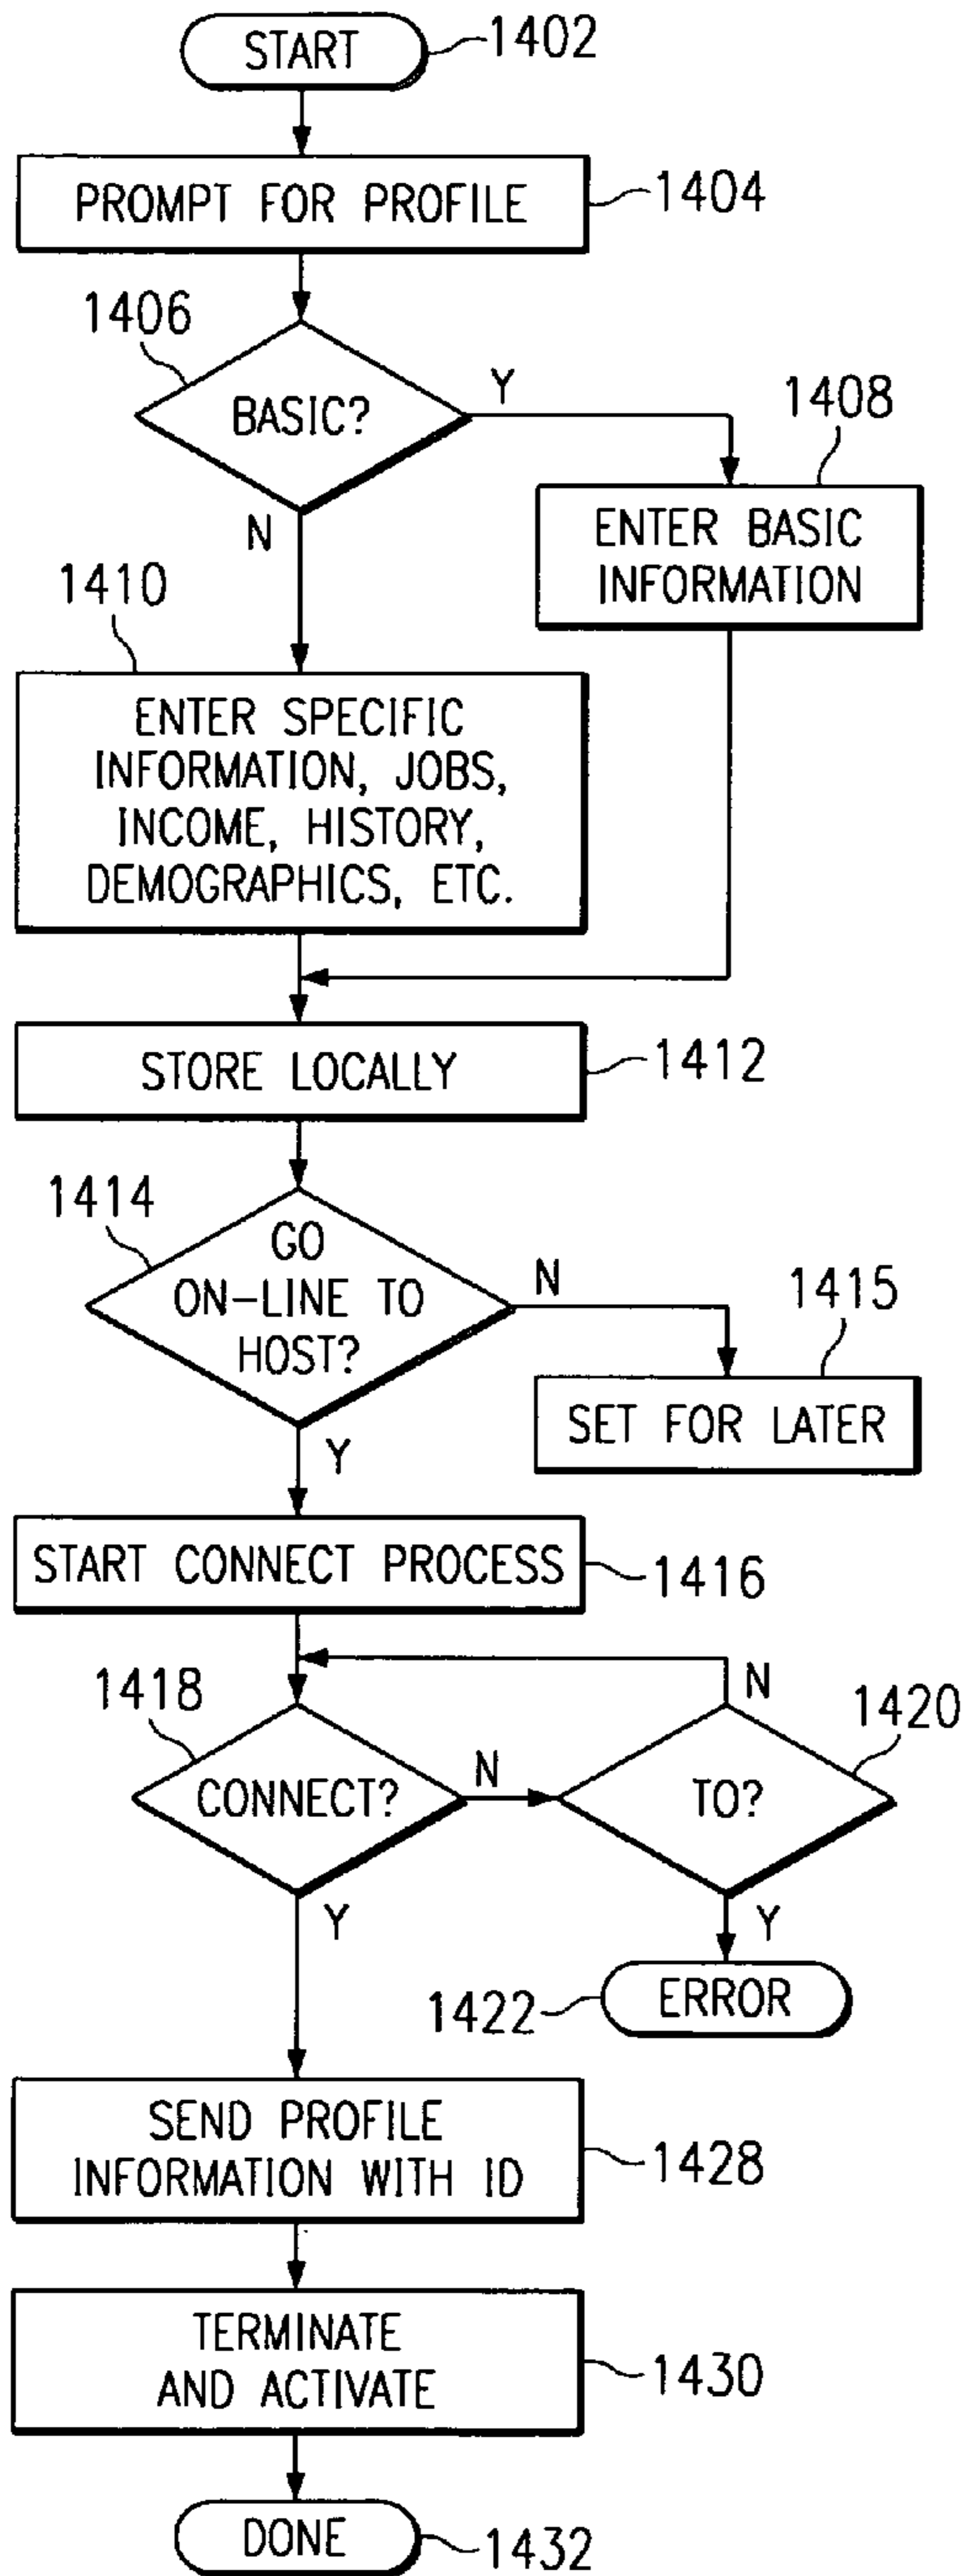 START
1402
PROMPT FOR PROFILE
1404
1406
BASIC?
Y
N
1408
ENTER BASIC
INFORMATION
1410
ENTER SPECIFIC
INFORMATION, JOBS,
INCOME, HISTORY,
DEMOGRAPHICS, ETC.
STORE LOCALLY
1412
1414
GO
ON-LINE TO
HOST?
N
Y
1415
SET FOR LATER
START CONNECT PROCESS
1416
1418
CONNECT?
N
Y
1420
TO?
N
Y
1422
ERROR
SEND PROFILE
INFORMATION WITH ID
1428
TERMINATE
AND ACTIVATE
1430
DONE
1432